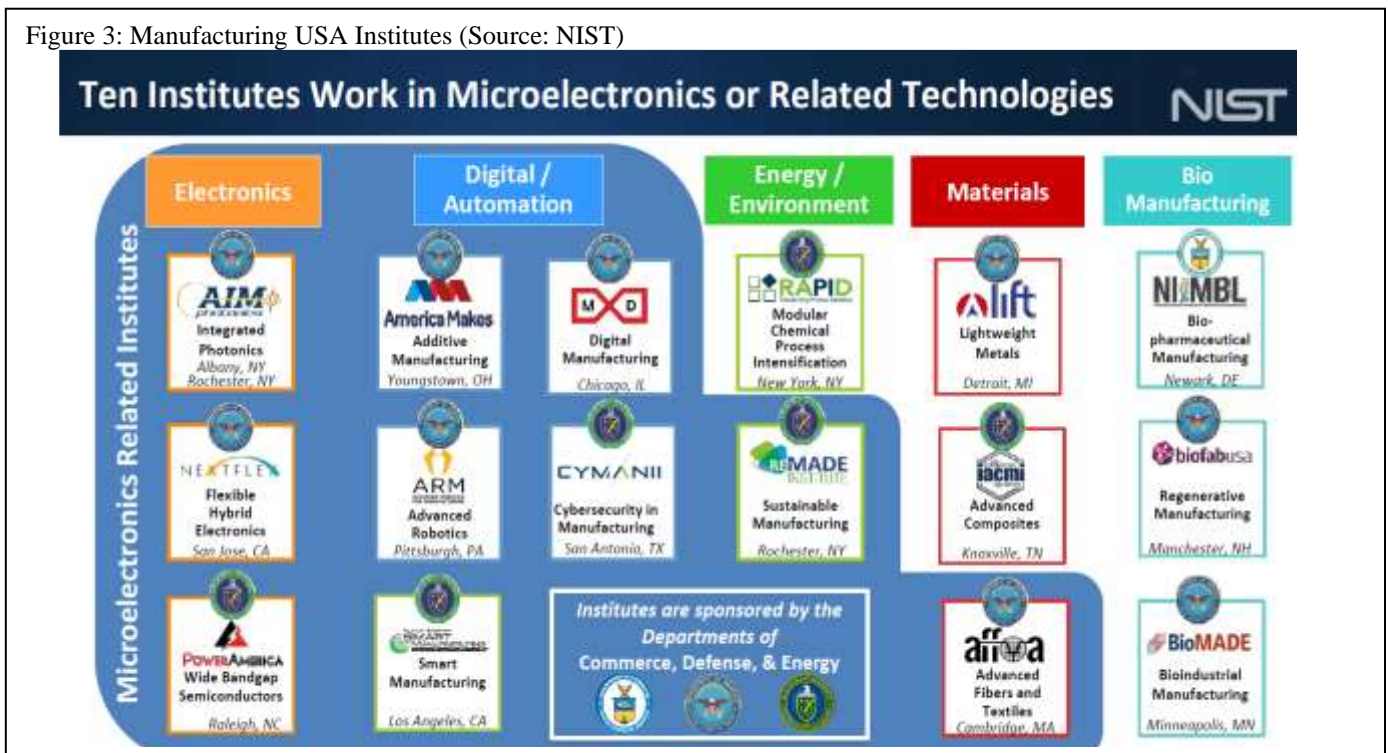 Figure 3: Manufacturing USA Institutes (Source: NIST)
Ten Institutes Work in Microelectronics or Related Technologies
NIST
Microelectronics Related Institutes
Electronics
Digital /
Automation
Energy /
Environment
Materials
Bio
Manufacturing
AIM
Integrated
Photonics
Albany, NY
Rochester, NY
America Makes
Additive
Manufacturing
Youngstown, OH
M D
Digital
Manufacturing
Chicago, IL
RAPID
Modular
Chemical
Process
Intensification
New York, NY
lift
Lightweight
Metals
Detroit, MI
NIIMBL
Bio-
pharmaceutical
Manufacturing
Newark, DE
NEXTFLEX
Flexible
Hybrid
Electronics
San Jose, CA
ARM
Advanced
Robotics
Pittsburgh, PA
CYMANII
Cybersecurity in
Manufacturing
San Antonio, TX
REMADE
INSTITUTE
Sustainable
Manufacturing
Rochester, NY
iacmi
Advanced
Composites
Knoxville, TN
biofabusa
Regenerative
Manufacturing
Manchester, NH
POWERAMERICA
Wide Bandgap
Semiconductors
Raleigh, NC
Smart
Manufacturing
Los Angeles, CA
Institutes are sponsored by the
Departments of
Commerce, Defense, & Energy
affoa
Advanced
Fibers and
Textiles
Cambridge, MA
BioMADE
Bioindustrial
Manufacturing
Minneapolis, MN